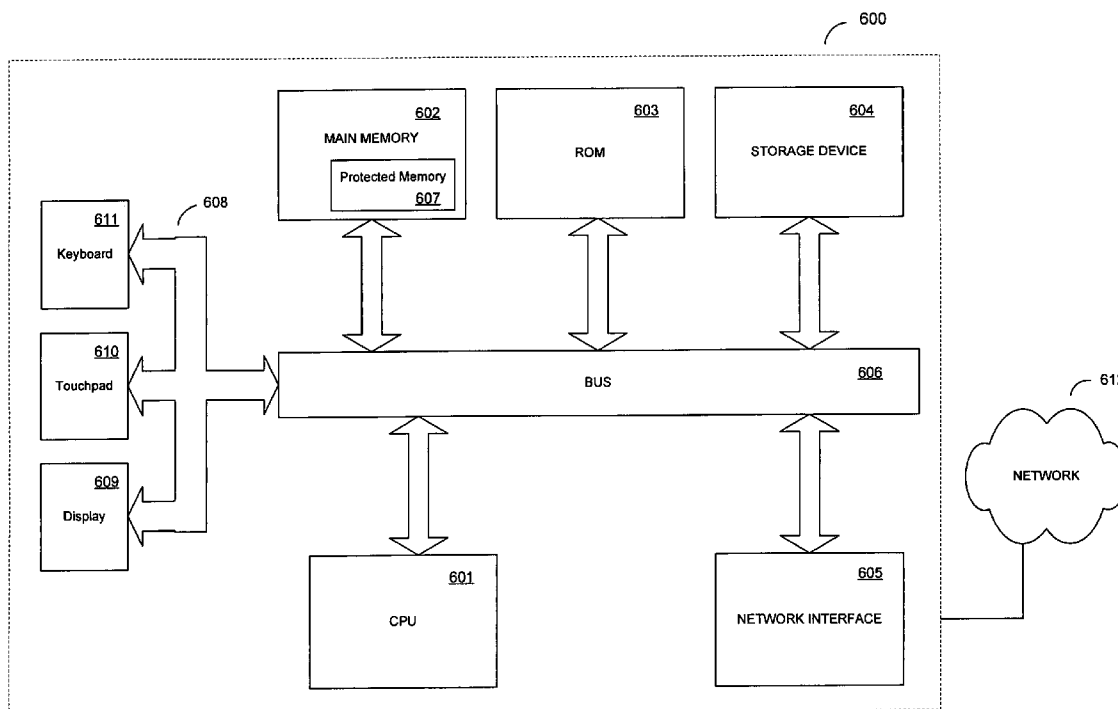 600
602
MAIN MEMORY
Protected Memory
607
603
ROM
604
STORAGE DEVICE
608
611
Keyboard
610
Touchpad
609
Display
BUS
606
612
NETWORK
601
CPU
605
NETWORK INTERFACE